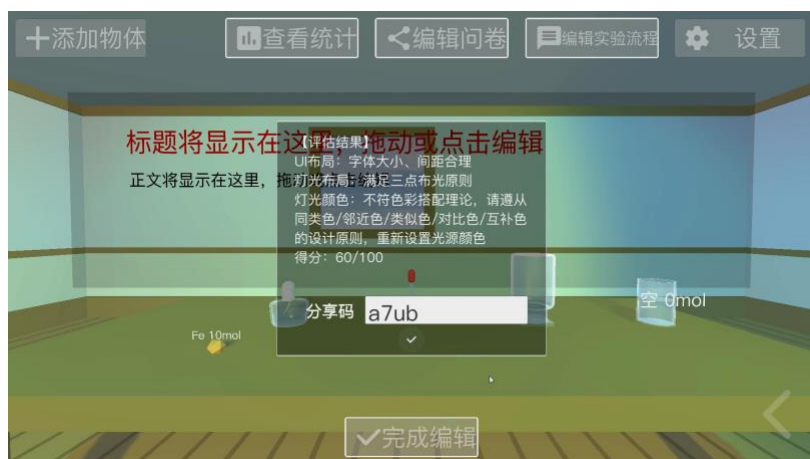 添加物体
查看统计
编辑问卷
编辑实验流程
设置
标题将显示在这里，拖动或点击编辑
正文将显示在这里，拖动或点击编辑
【评估结果】
UI布局：字体大小、间距合理
灯光布局：满足三点布光原则
灯光颜色：不符色彩搭配理论，请遵从
同类色/邻近色/类似色/对比色/互补色
的设计原则，重新设置光源颜色
得分：60/100
分享码 a7ub
空 0mol
Fe 10mol
完成编辑